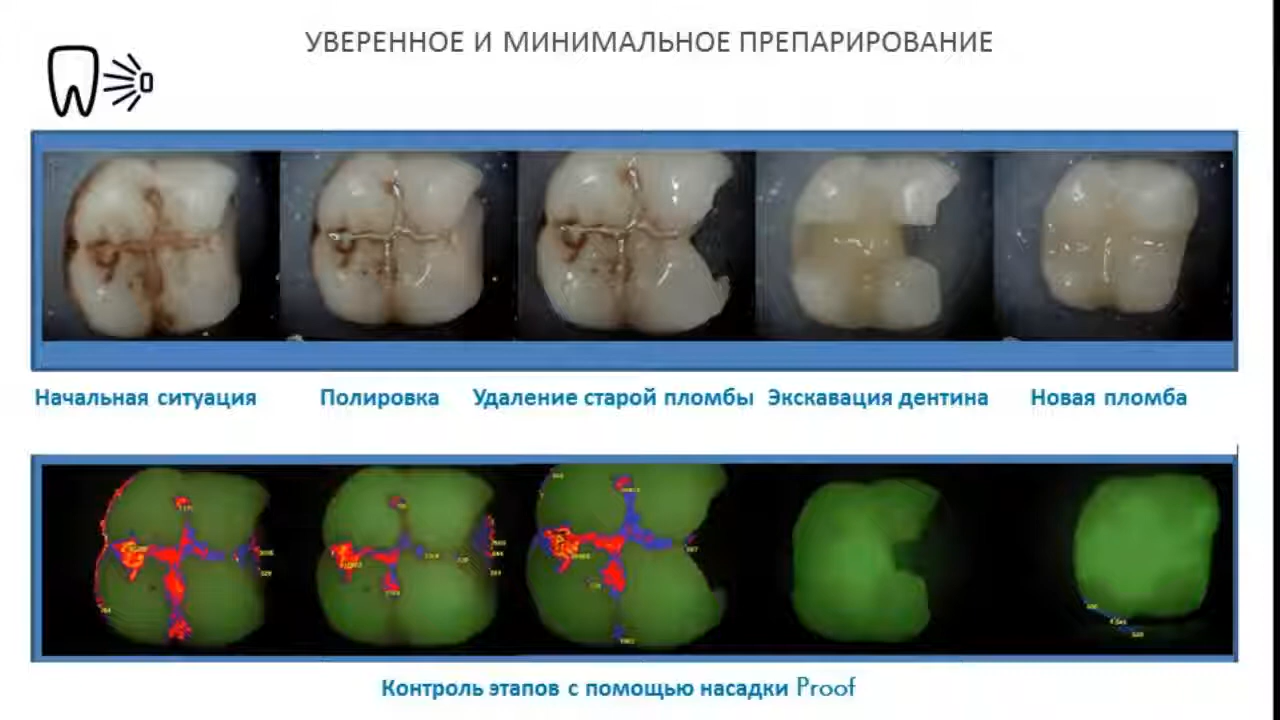 УВЕРЕННОЕ И МИНИМАЛЬНОЕ ПРЕПАРИРОВАНИЕ
Начальная ситуация Полировка Удаление старой пломбы Экскавация дентина Новая пломба
Контроль этапов с помощью насадки Proof